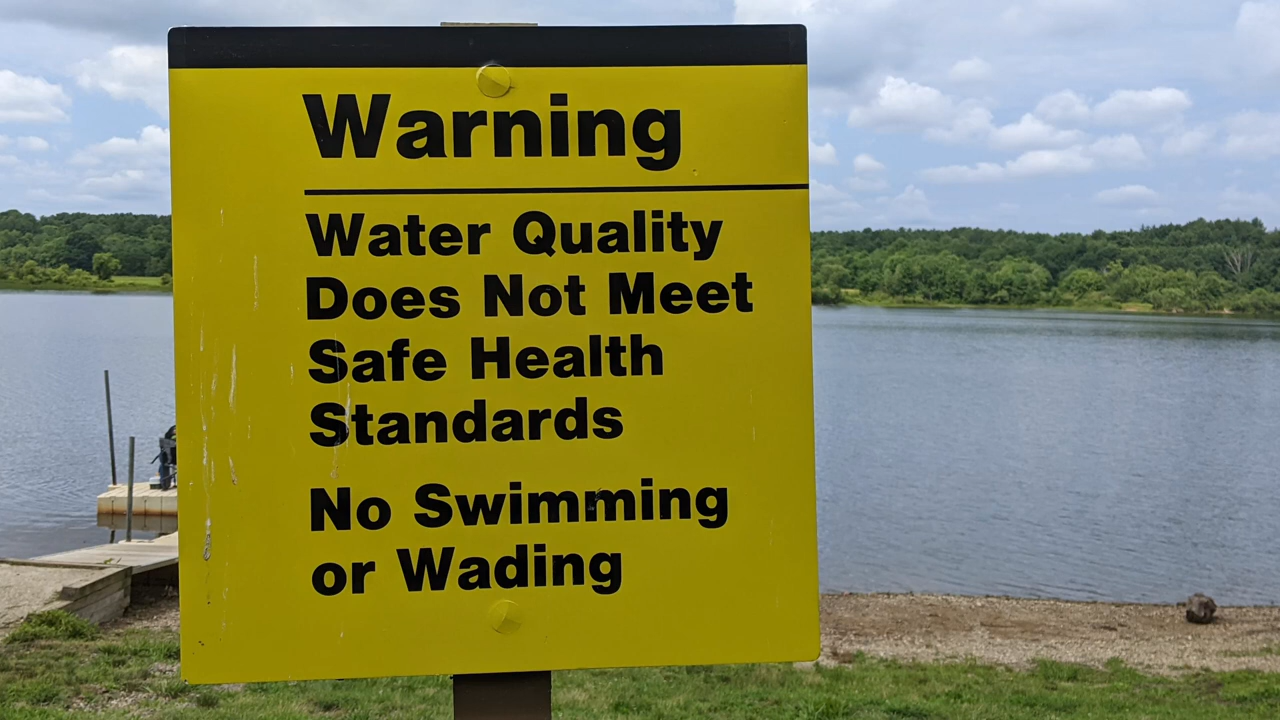 Warning
Water Quality
Does Not Meet
Safe Health
Standards
No Swimming
or Wading